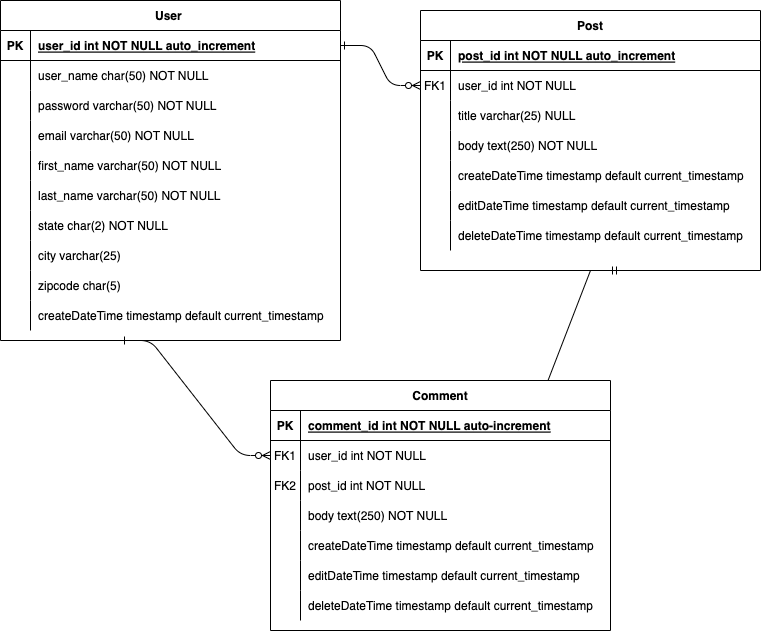 User
PK user_id int NOT NULL auto_increment
user_name char(50) NOT NULL
password varchar(50) NOT NULL
email varchar(50) NOT NULL
first_name varchar(50) NOT NULL
last_name varchar(50) NOT NULL
state char(2) NOT NULL
city varchar(25)
zipcode char(5)
createDateTime timestamp default current_timestamp
Post
PK post_id int NOT NULL auto_increment
FK1 user_id int NOT NULL
title varchar(25) NULL
body text(250) NOT NULL
createDateTime timestamp default current_timestamp
editDateTime timestamp default current_timestamp
deleteDateTime timestamp default current_timestamp
Comment
PK comment_id int NOT NULL auto-increment
FK1 user_id int NOT NULL
FK2 post_id int NOT NULL
body text(250) NOT NULL
createDateTime timestamp default current_timestamp
editDateTime timestamp default current_timestamp
deleteDateTime timestamp default current_timestamp